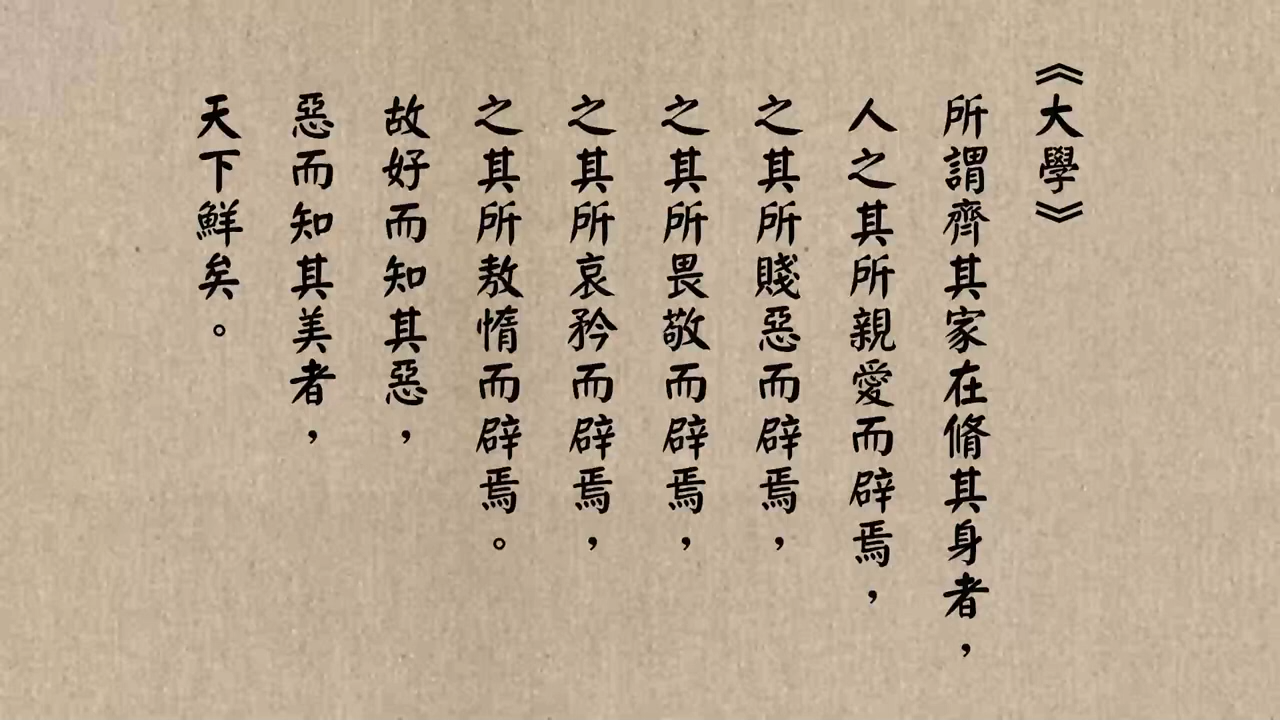 《大學》
所謂齊其家在脩其身者，
人之其所親愛而辟焉，
之其所賤惡而辟焉，
之其所畏敬而辟焉，
之其所哀矜而辟焉，
之其所敖惰而辟焉。
故好而知其惡，
惡而知其美者，
天下鮮矣。